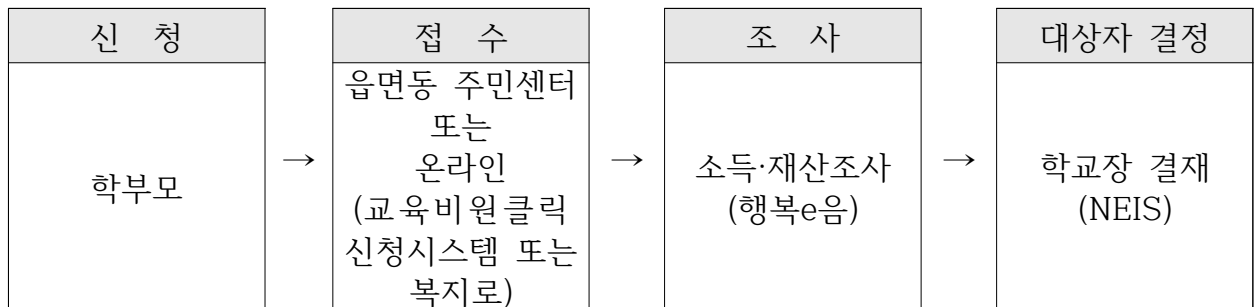 신 청
학부모
→
접 수
읍면동 주민센터
또는
온라인
(교육비원클릭
신청시스템 또는
복지로)
→
조 사
소득·재산조사
(행복e음)
→
대상자 결정
학교장 결재
(NEIS)